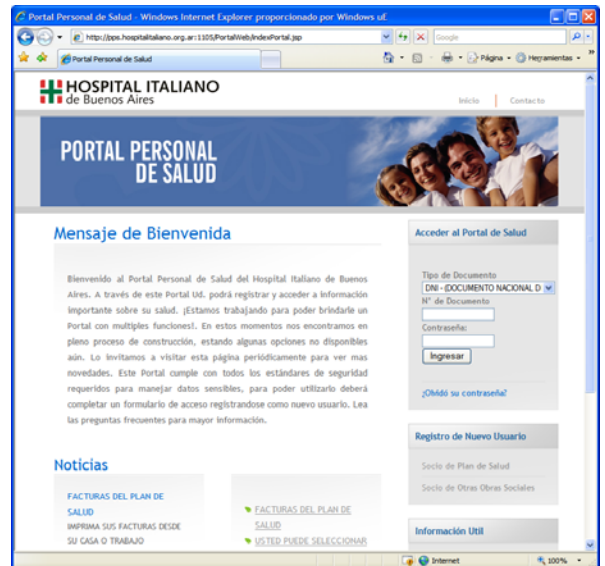 Portal Personal de Salud - Windows Internet Explorer proporcionado por Windows uE
http://pps.hospitalitaliano.org.ar:1105/PortalWeb/indexPortal.jsp
Google
Portal Personal de Salud
Página
Herramientas
HOSPITAL ITALIANO
de Buenos Aires
Inicio
Contacto
PORTAL PERSONAL
DE SALUD
Mensaje de Bienvenida
Bienvenido al Portal Personal de Salud del Hospital Italiano de Buenos
Aires. A través de este Portal Ud. podrá registrar y acceder a información
importante sobre su salud. ¡Estamos trabajando para poder brindarle un
Portal con multiples funciones!. En estos momentos nos encontramos en
pleno proceso de construcción, estando algunas opciones no disponibles
aún. Lo invitamos a visitar esta página periódicamente para ver mas
novedades. Este Portal cumple con todos los estándares de seguridad
requeridos para manejar datos sensibles, para poder utilizarlo deberá
completar un formulario de acceso registrandose como nuevo usuario. Lea
las preguntas frecuentes para mayor información.
Noticias
FACTURAS DEL PLAN DE
SALUD
IMPRIMA SUS FACTURAS DESDE
SU CASA O TRABAJO
FACTURAS DEL PLAN DE
SALUD
USTED PUEDE SELECCIONAR
Acceder al Portal de Salud
Tipo de Documento
DNI - (DOCUMENTO NACIONAL D
N° de Documento
Contraseña:
Ingresar
¿Olvidó su contraseña?
Registro de Nuevo Usuario
Socio de Plan de Salud
Socio de Otras Obras Sociales
Información Util
Internet
100%